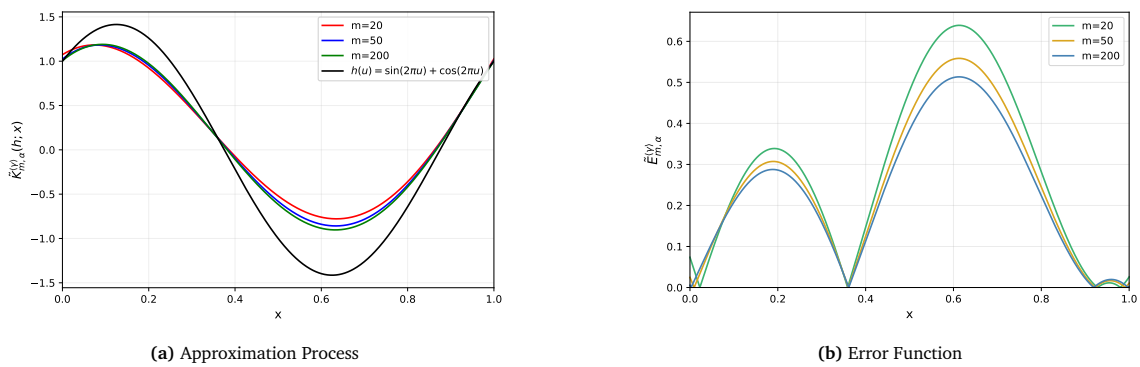 1.5
1.0
0.5
0.0
−0.5
−1.0
−1.5
K̃⁽ᵞ⁾ₘ,α(h; x)
m=20
m=50
m=200
h(u) = sin(2πu) + cos(2πu)
0.0 0.2 0.4 0.6 0.8 1.0
x
(a) Approximation Process
0.6
0.5
0.4
0.3
0.2
0.1
0.0
Ẽ⁽ᵞ⁾ₘ,α
m=20
m=50
m=200
0.0 0.2 0.4 0.6 0.8 1.0
x
(b) Error Function